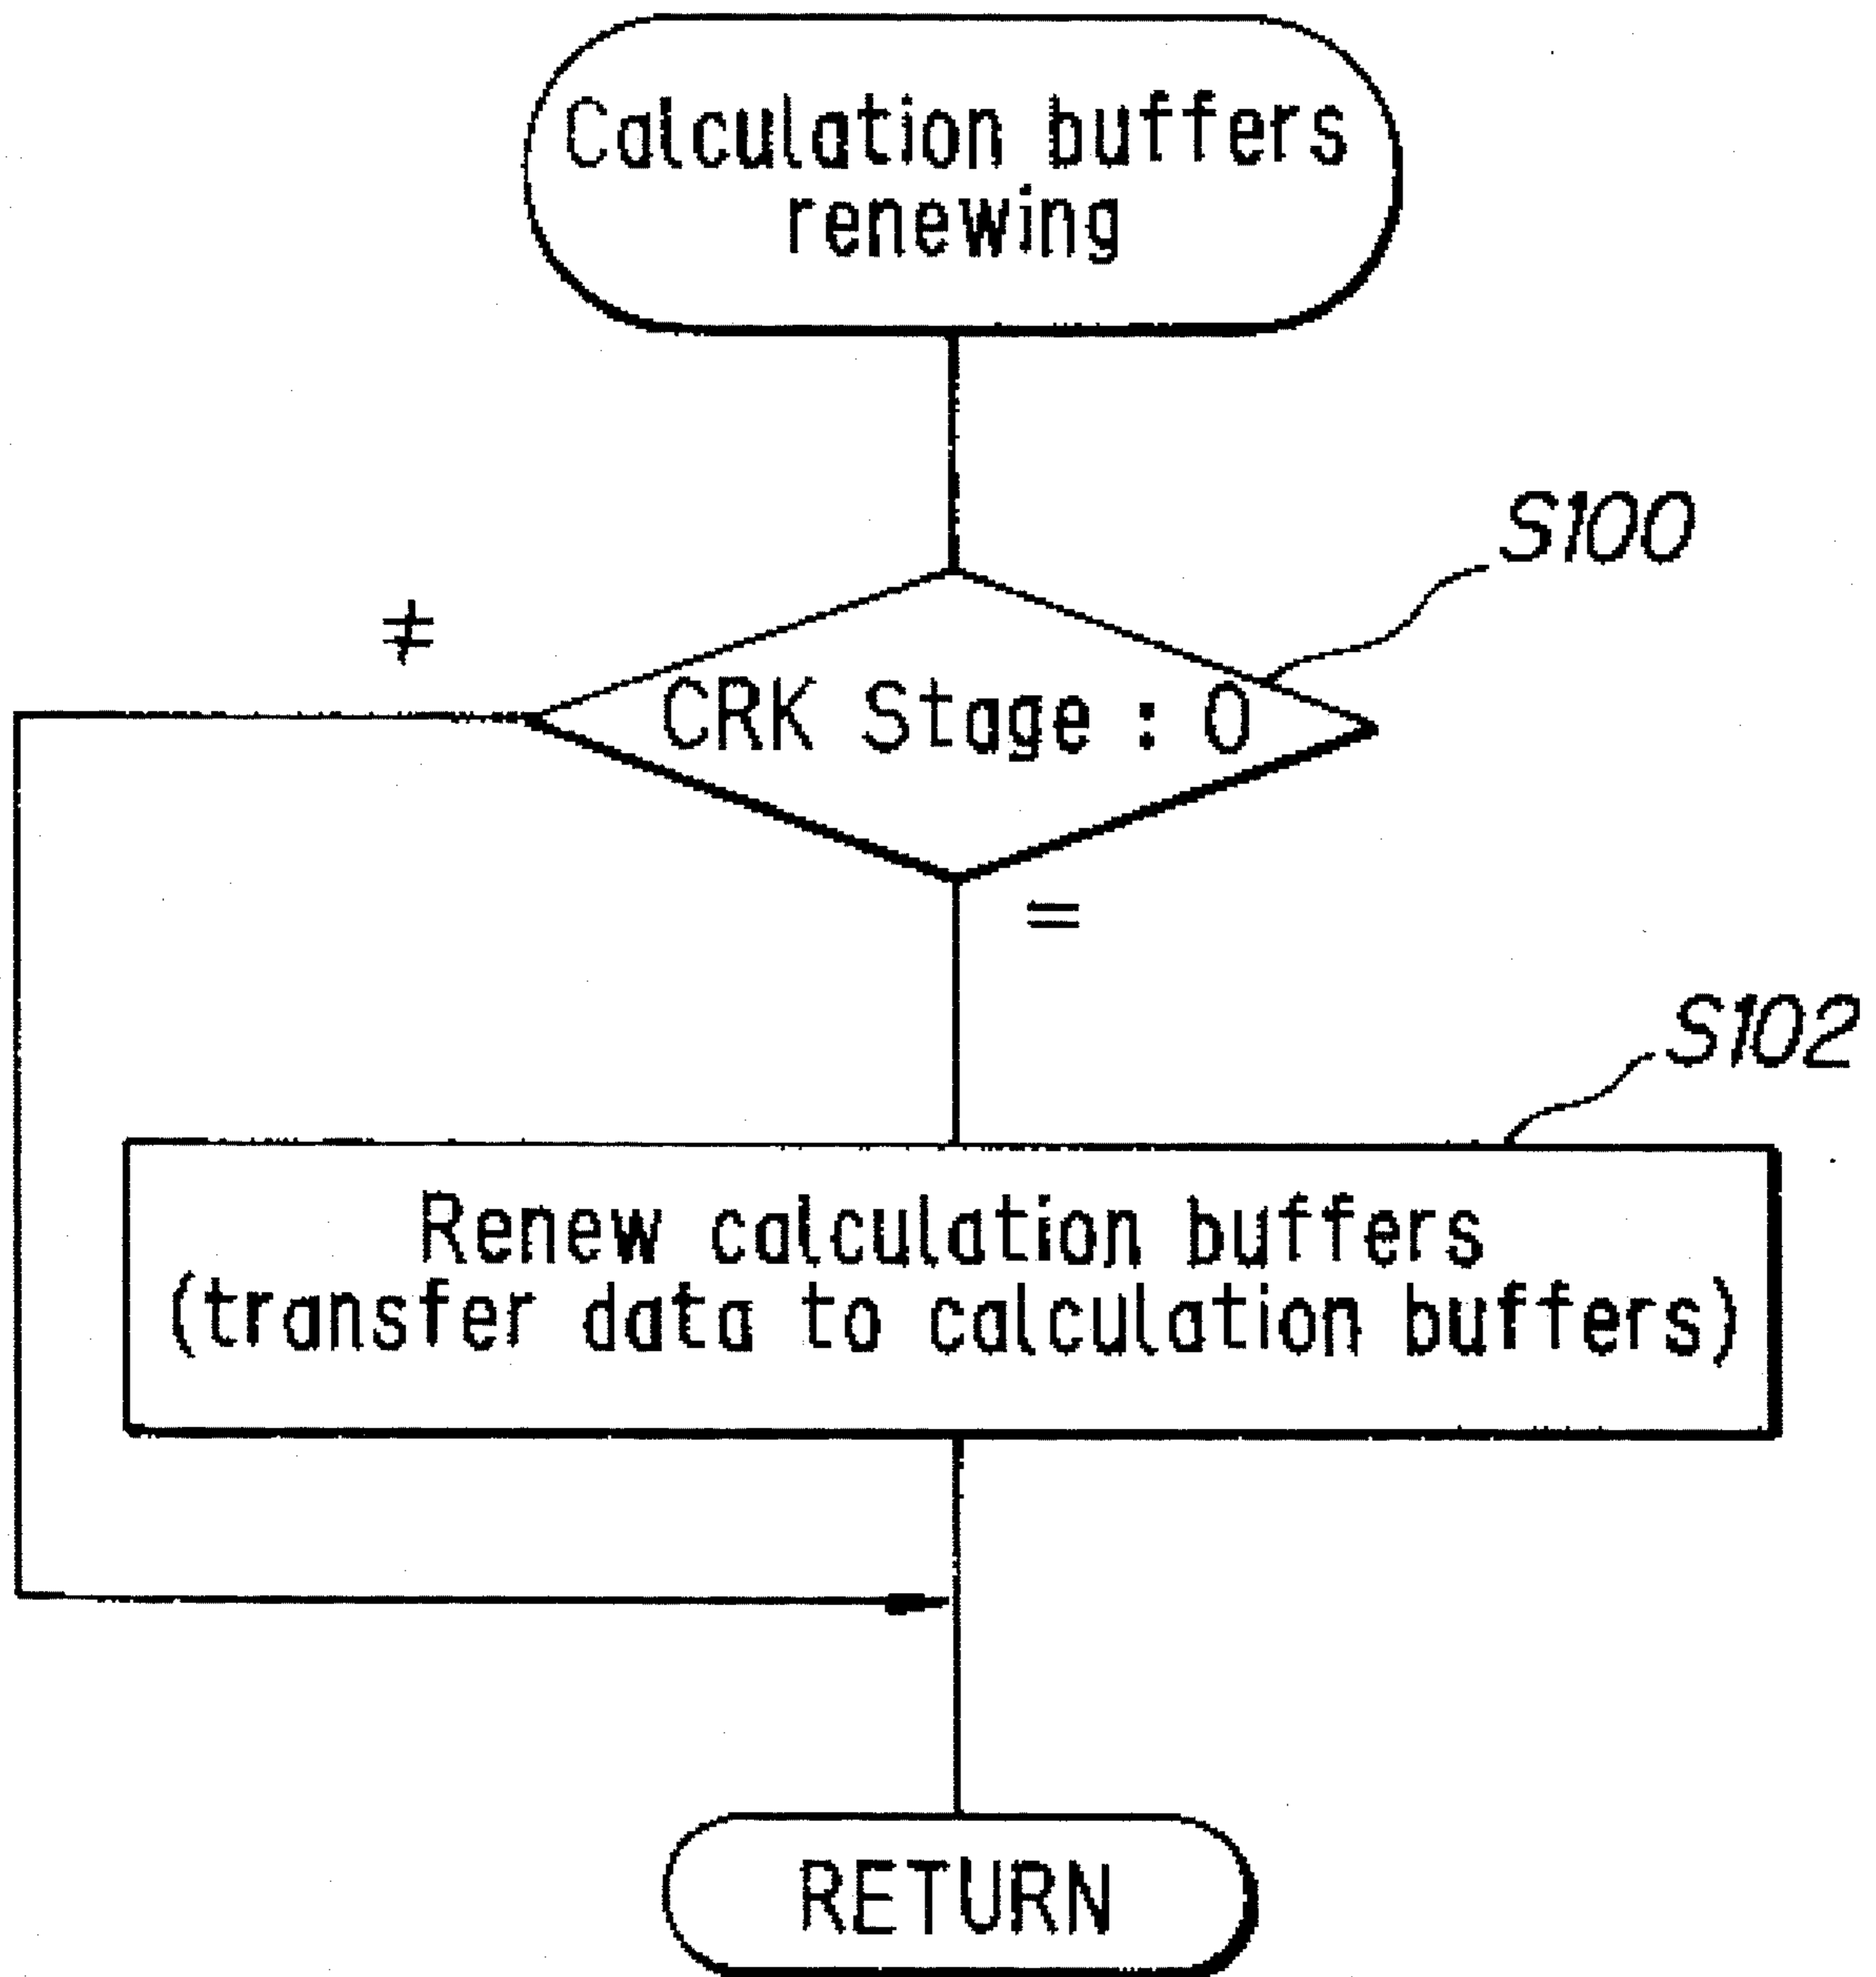 Calculation buffers
renewing
S100
≠
CRK Stage : 0
=
S102
Renew calculation buffers
(transfer data to calculation buffers)
RETURN